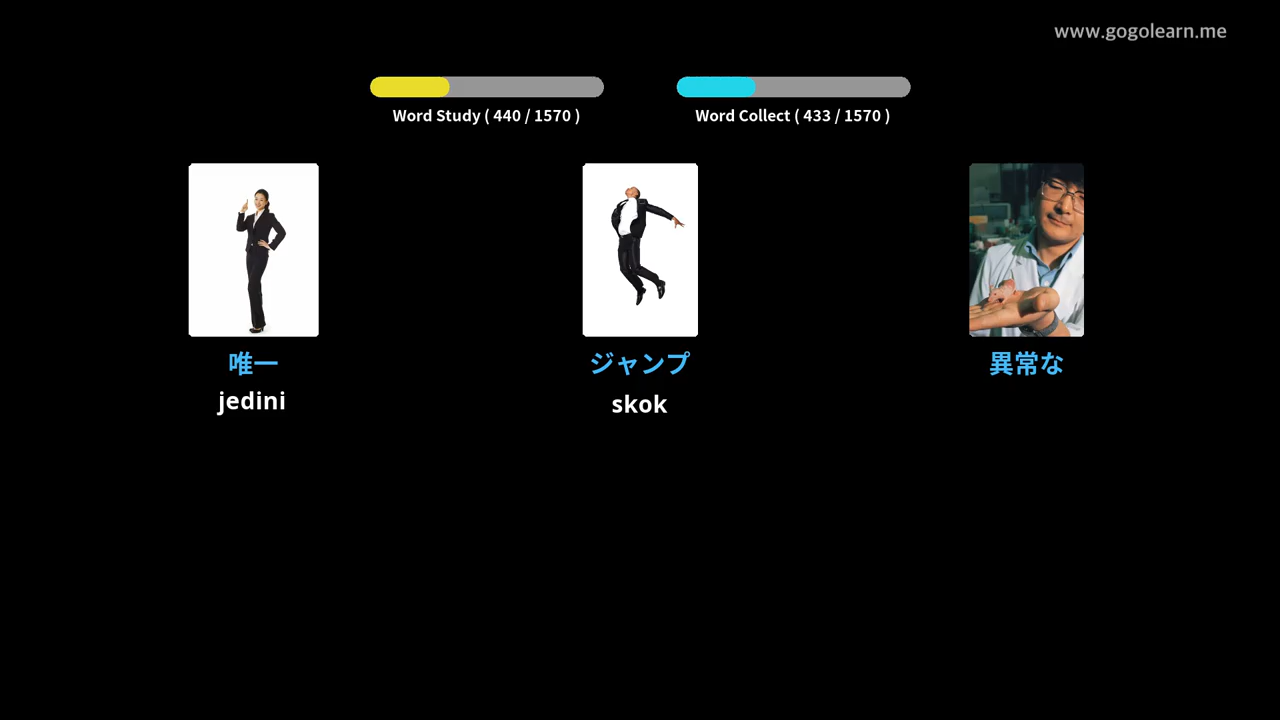 www.gogolearn.me
Word Study ( 440 / 1570 )
Word Collect ( 433 / 1570 )
唯一
ジャンプ
異常な
jedini
skok